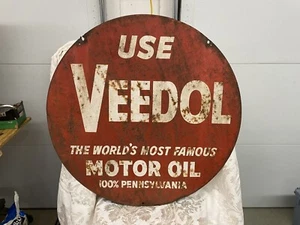 USE
VEEDOL
THE WORLD'S MOST FAMOUS
MOTOR OIL
100% PENNSYLVANIA